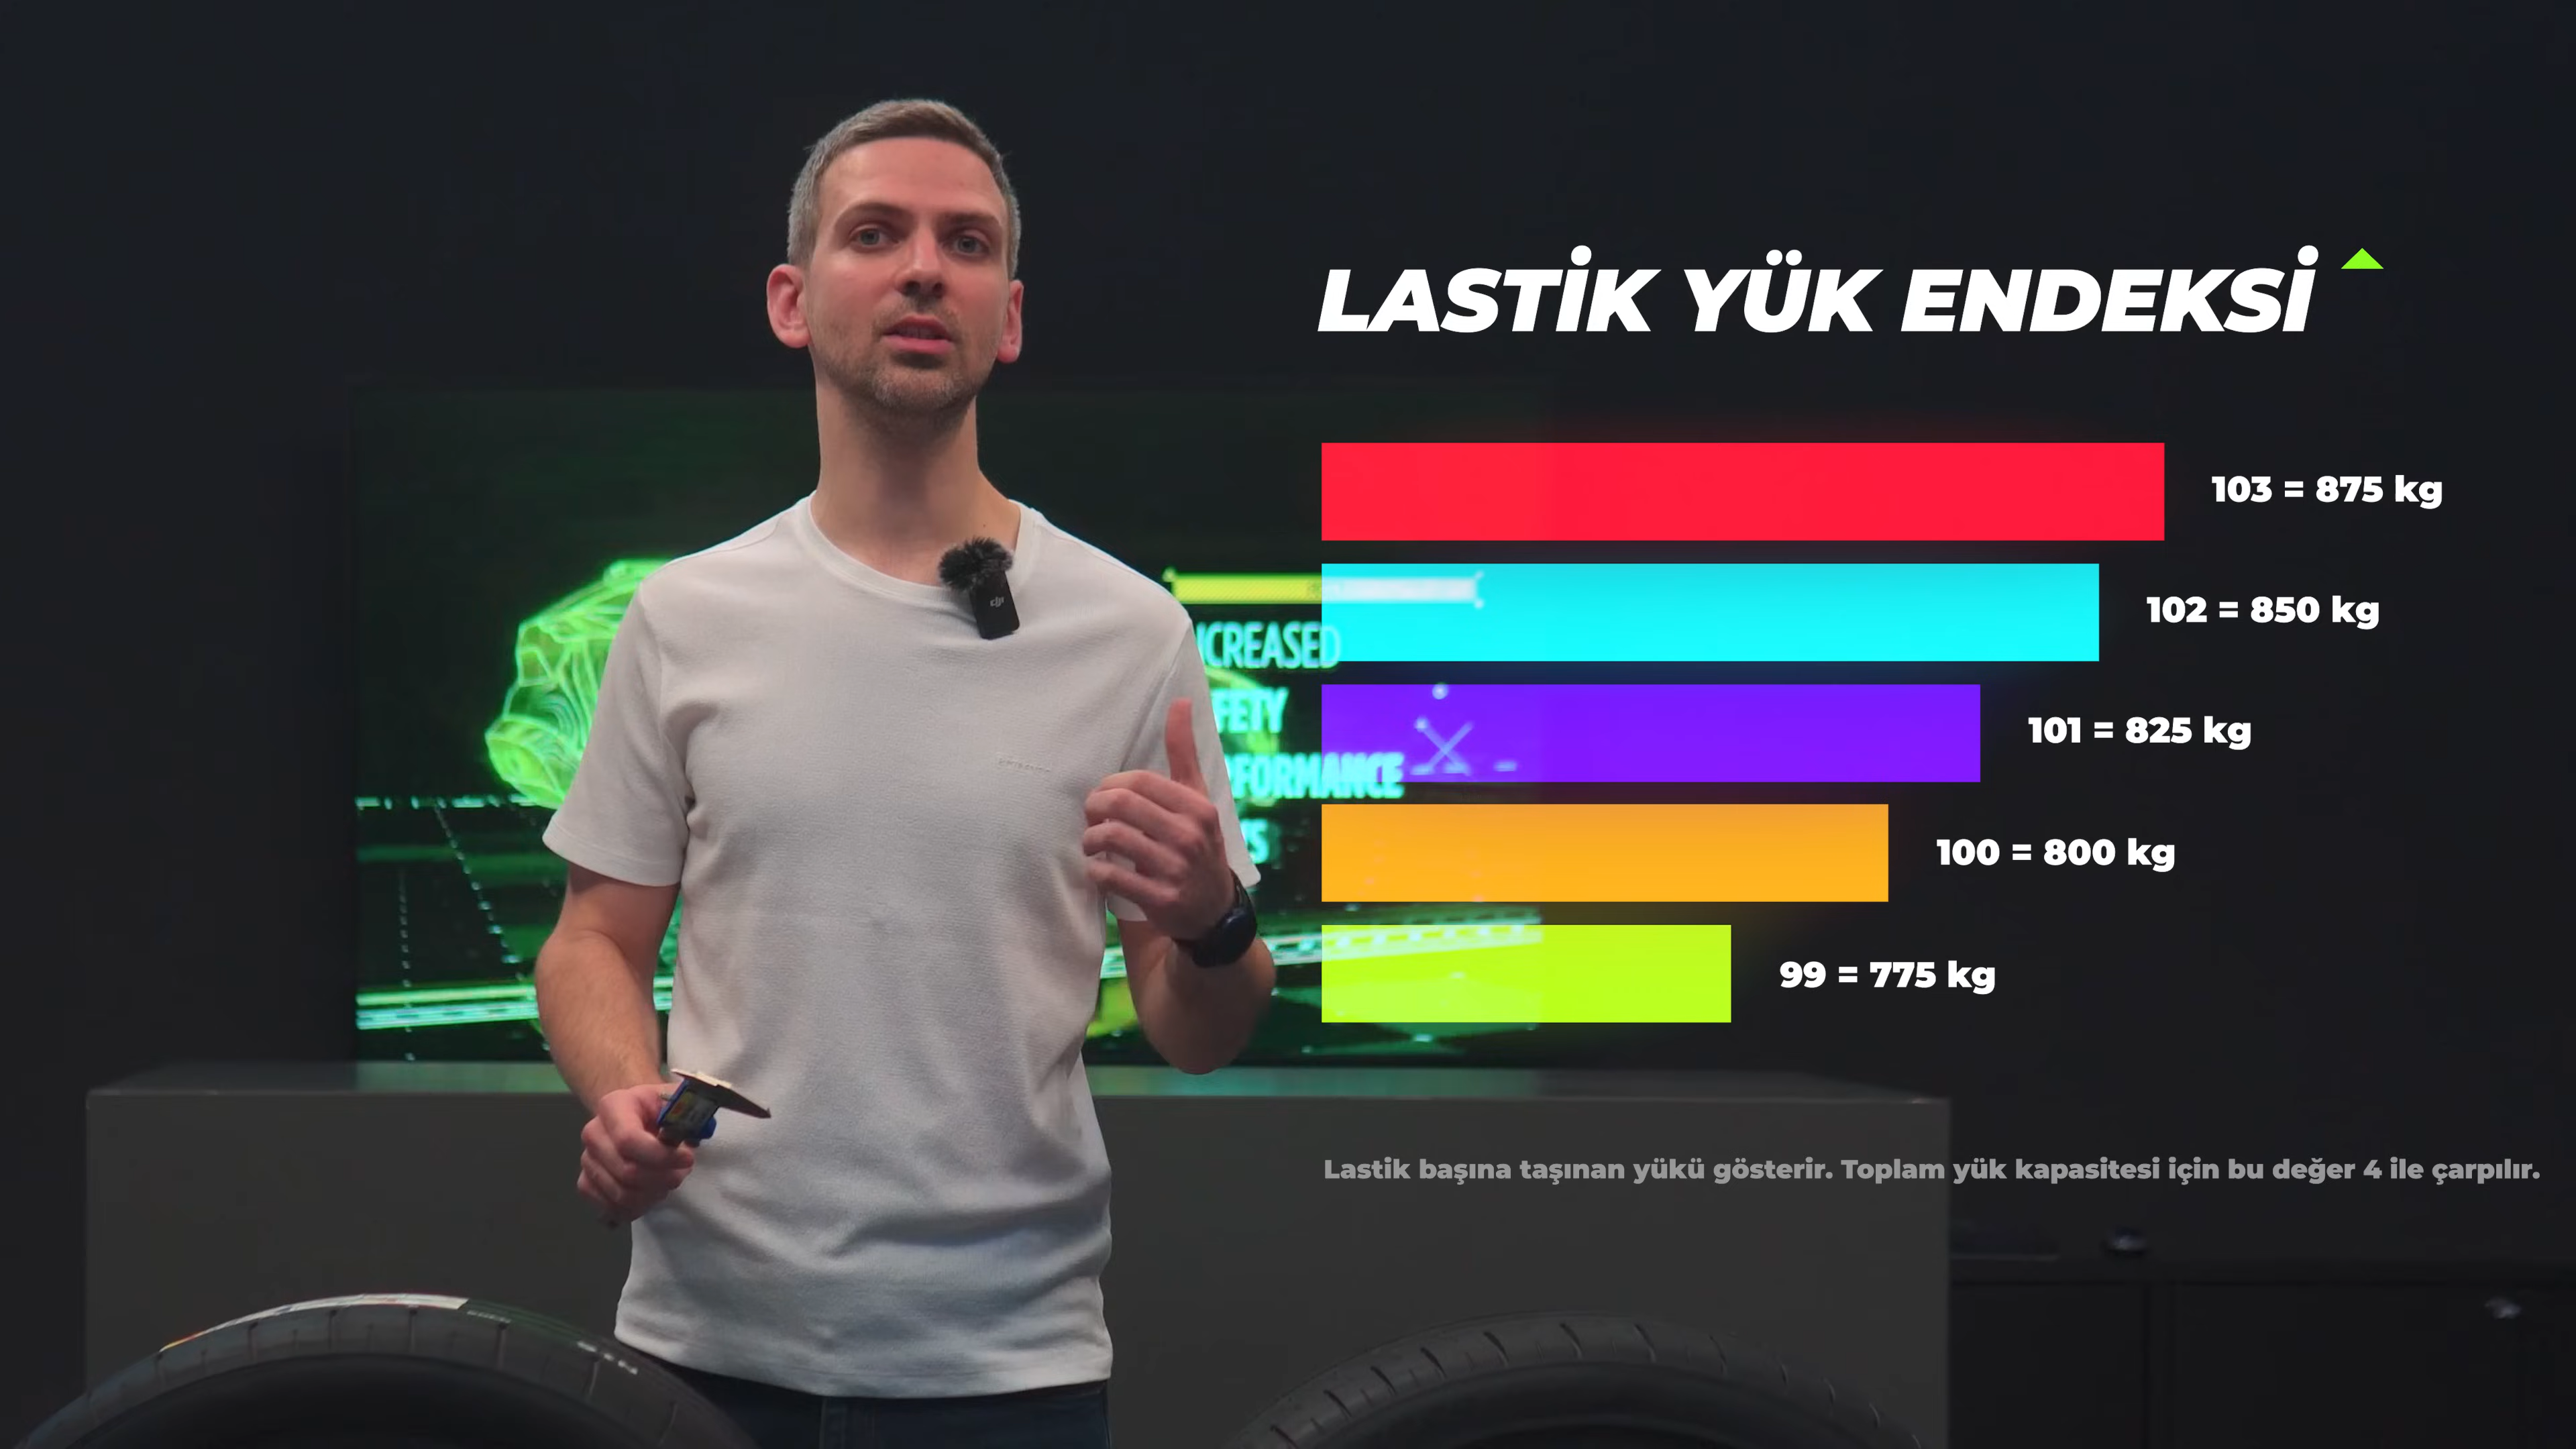 LASTİK YÜK ENDEKSİ
103 = 875 kg
102 = 850 kg
101 = 825 kg
100 = 800 kg
99 = 775 kg
Lastik başına taşınan yükü gösterir. Toplam yük kapasitesi için bu değer 4 ile çarpılır.
dji